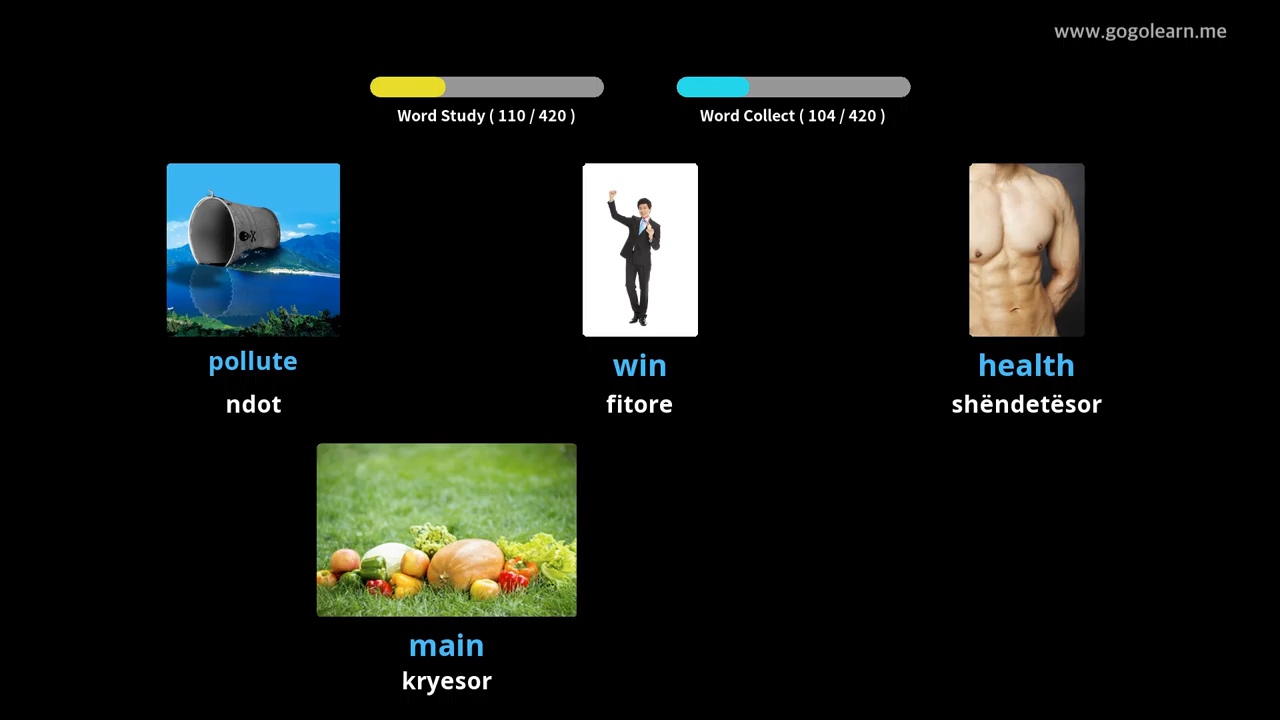 www.gogolearn.me
Word Study ( 110 / 420 )
Word Collect ( 104 / 420 )
pollute
ndot
win
fitore
health
shëndetësor
main
kryesor